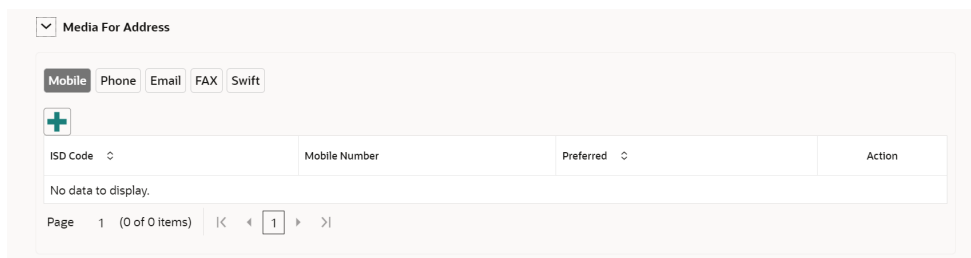 Media For Address
Mobile Phone Email FAX Swift
ISD Code Mobile Number Preferred Action
No data to display.
Page 1 (0 of 0 items) 1